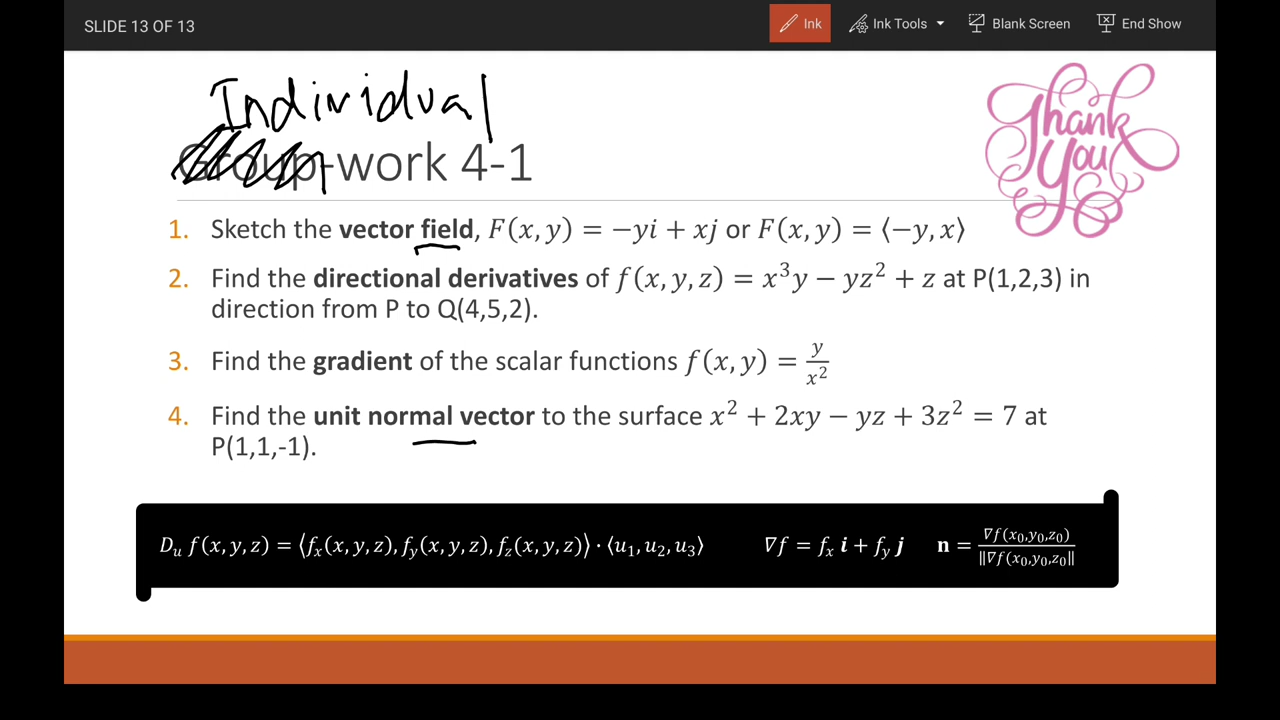 SLIDE 13 OF 13
Ink
Ink Tools
Blank Screen
End Show
Individual
Group-work 4-1
Thank
You
1. Sketch the vector field, F(x, y) = −yi + xj or F(x, y) = ⟨−y, x⟩
2. Find the directional derivatives of f(x, y, z) = x³y − yz² + z at P(1,2,3) in
direction from P to Q(4,5,2).
3. Find the gradient of the scalar functions f(x, y) = y/x²
4. Find the unit normal vector to the surface x² + 2xy − yz + 3z² = 7 at
P(1,1,-1).
D_u f(x, y, z) = ⟨f_x(x, y, z), f_y(x, y, z), f_z(x, y, z)⟩ · ⟨u₁, u₂, u₃⟩
∇f = f_x i + f_y j
n = ∇f(x₀,y₀,z₀)/‖∇f(x₀,y₀,z₀‖